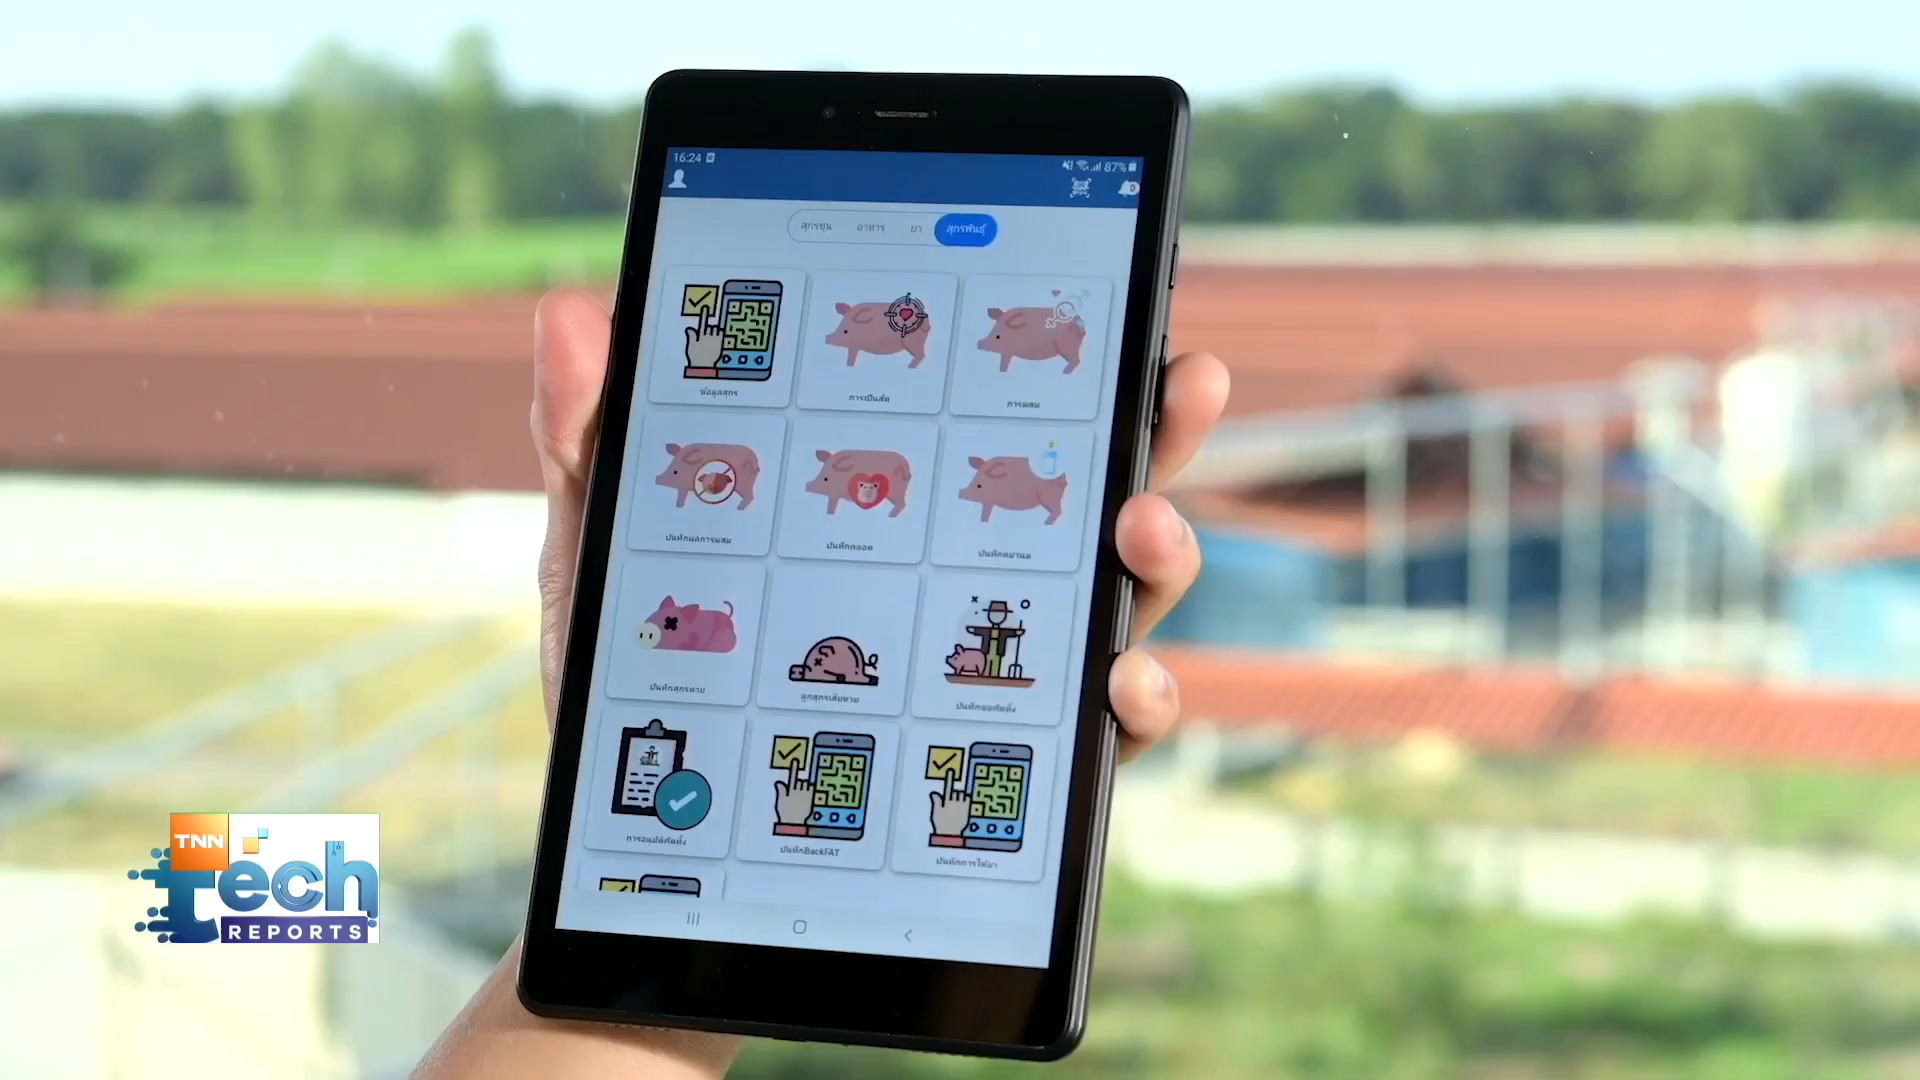 16:24
87%
0
สุกรขุน อาหาร ยา สุกรพันธุ์
ข้อมูลสุกร การเป็นสัด การผสม
บันทึกผลการผสม บันทึกคลอด บันทึกหย่านม
บันทึกสุกรตาย ลูกสุกรเสียหาย บันทึกขอคัดทิ้ง
การอนุมัติคัดทิ้ง บันทึกBackFAT บันทึกการให้ยา
TNN
tech
REPORTS